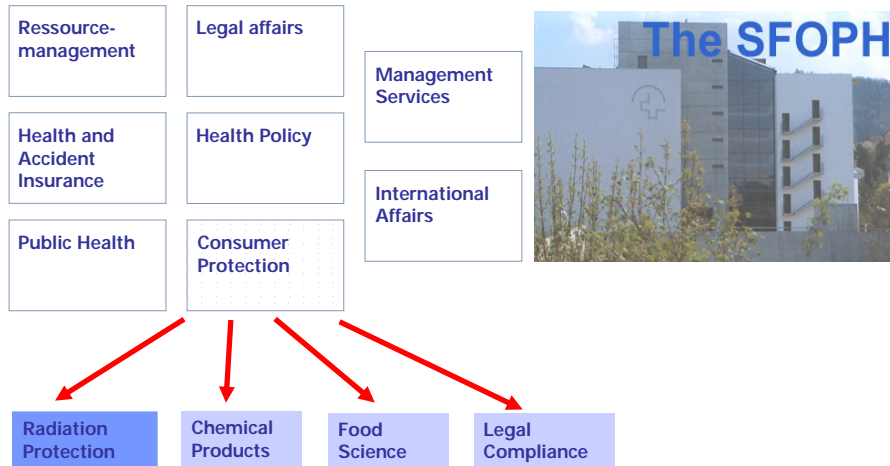 The SFOPH
Ressource-
management
Legal affairs
Management
Services
Health and
Accident
Insurance
Health Policy
International
Affairs
Public Health
Consumer
Protection
Radiation
Protection
Chemical
Products
Food
Science
Legal
Compliance